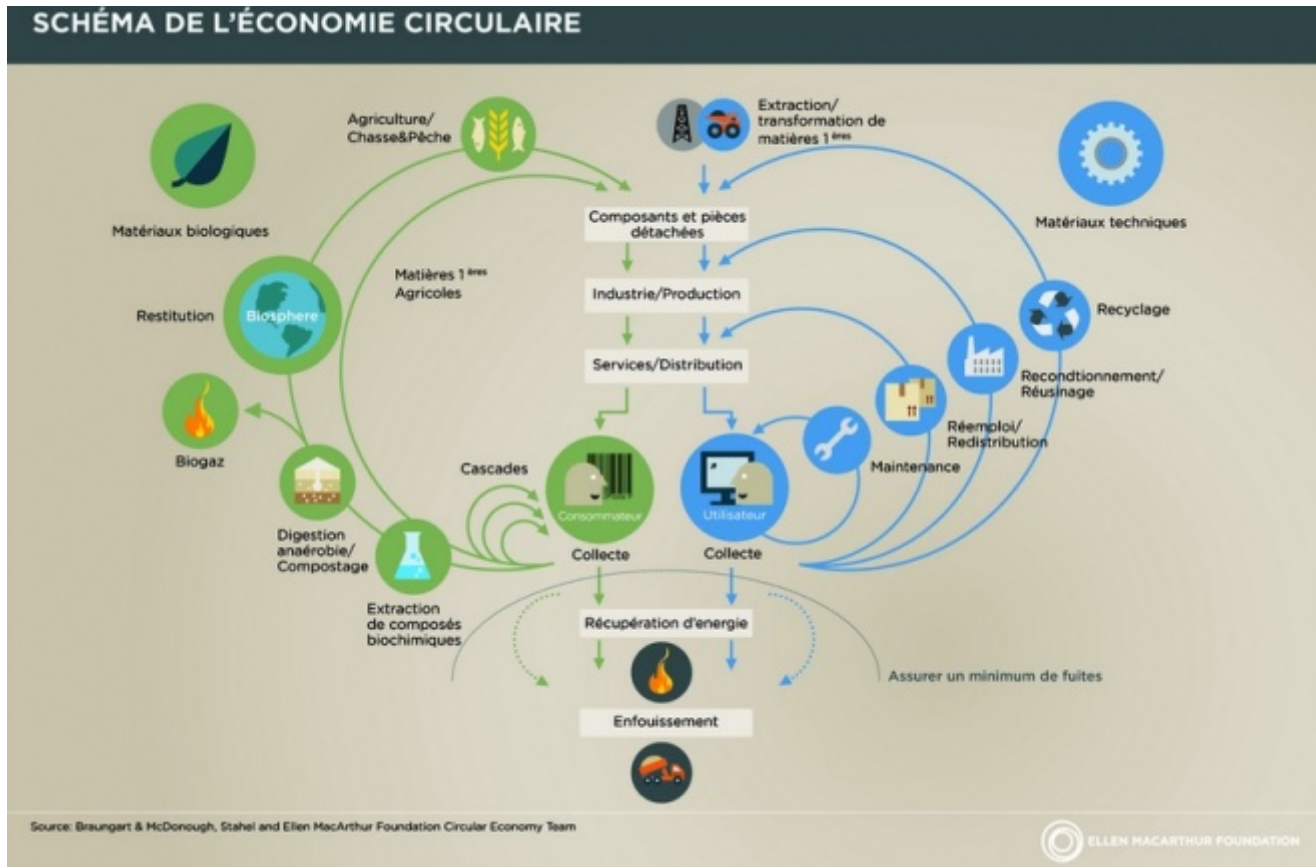 SCHÉMA DE L'ÉCONOMIE CIRCULAIRE
Agriculture/
Chasse&Pêche
Extraction/
transformation de
matières 1ères
Matériaux biologiques
Matériaux techniques
Composants et pièces
détachées
Matières 1ères
Agricoles
Industrie/Production
Restitution
Biosphere
Recyclage
Services/Distribution
Recondtionnement/
Réusinage
Réemploi/
Redistribution
Biogaz
Cascades
Maintenance
Consommateur
Utilisateur
Digestion
anaérobie/
Compostage
Collecte
Collecte
Extraction
de composés
biochimiques
Récupération d'energie
Assurer un minimum de fuites
Enfouissement
Source: Braungart & McDonough, Stahel and Ellen MacArthur Foundation Circular Economy Team
ELLEN MACARTHUR FOUNDATION